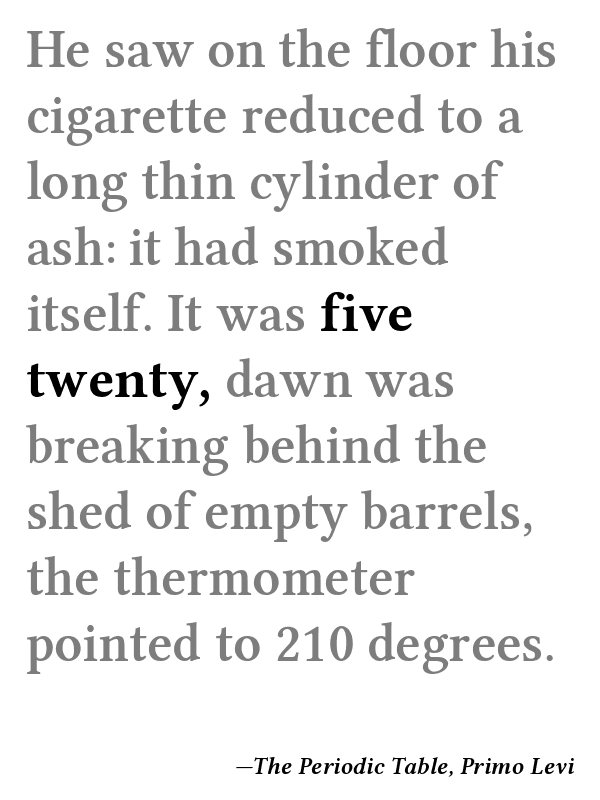 He saw on the floor his
cigarette reduced to a
long thin cylinder of
ash: it had smoked
itself. It was five
twenty, dawn was
breaking behind the
shed of empty barrels,
the thermometer
pointed to 210 degrees.
—The Periodic Table, Primo Levi